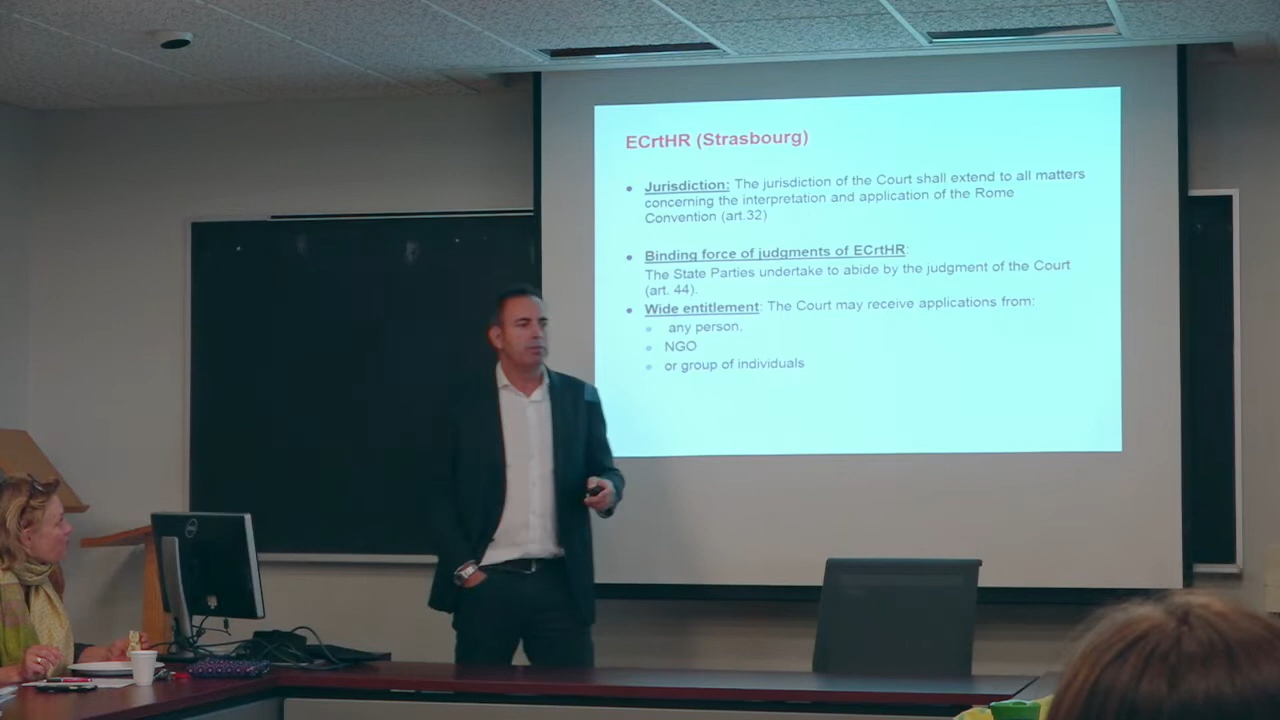 ECrtHR (Strasbourg)
• Jurisdiction: The jurisdiction of the Court shall extend to all matters
concerning the interpretation and application of the Rome
Convention (art.32)
• Binding force of judgments of ECrtHR:
The State Parties undertake to abide by the judgment of the Court
(art. 44).
• Wide entitlement: The Court may receive applications from:
any person,
NGO
or group of individuals
DELL